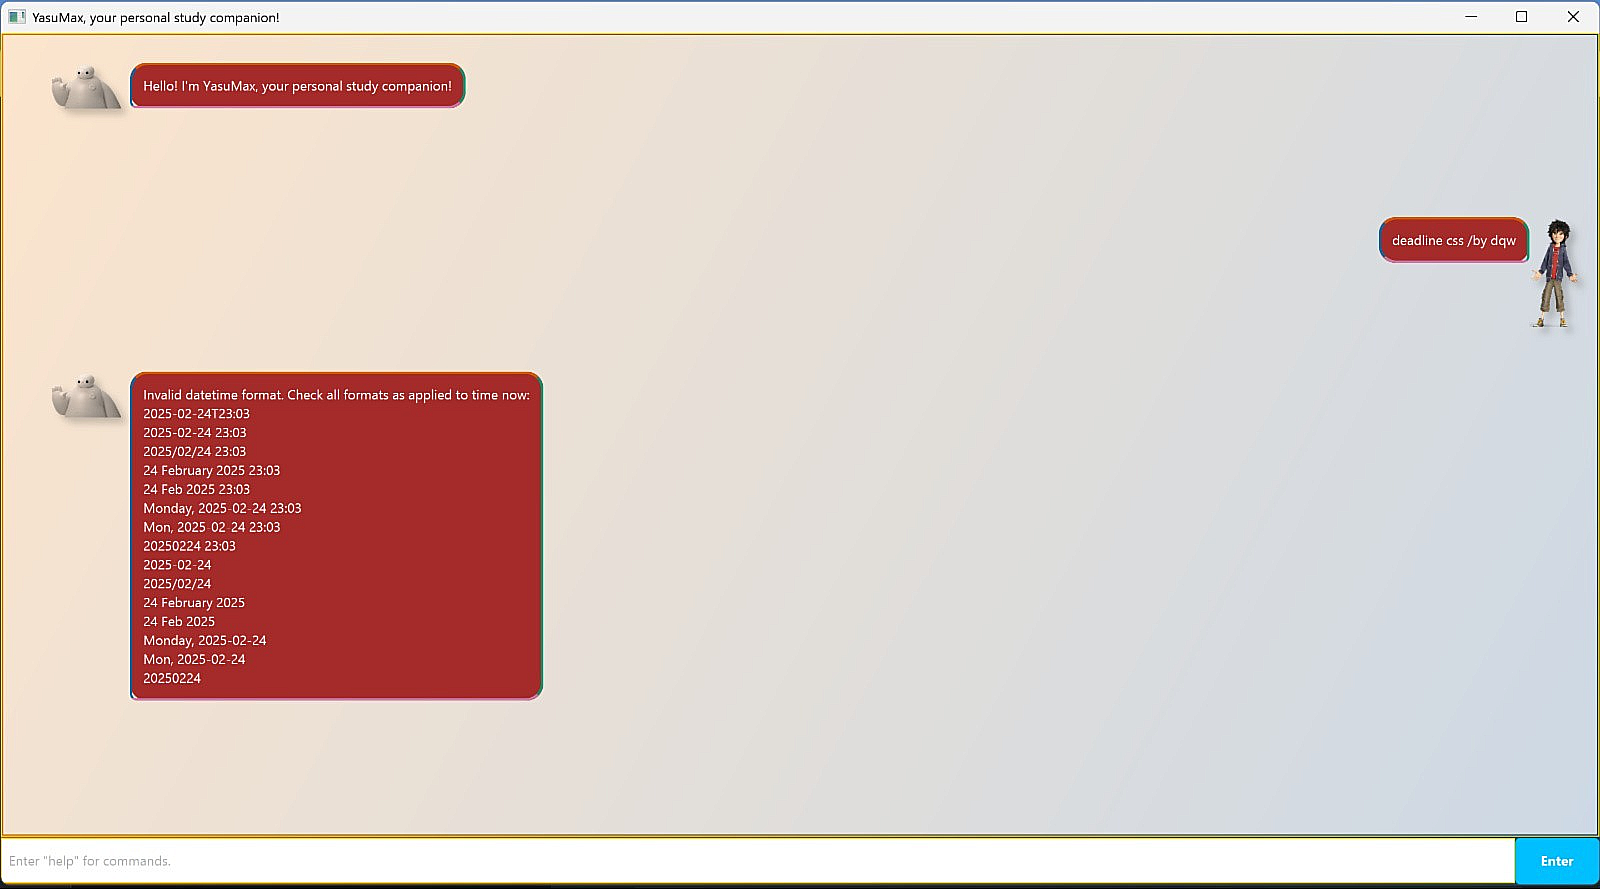 YasuMax, your personal study companion!
Hello! I'm YasuMax, your personal study companion!
deadline css /by dqw
Invalid datetime format. Check all formats as applied to time now:
2025-02-24T23:03
2025-02-24 23:03
2025/02/24 23:03
24 February 2025 23:03
24 Feb 2025 23:03
Monday, 2025-02-24 23:03
Mon, 2025-02-24 23:03
20250224 23:03
2025-02-24
2025/02/24
24 February 2025
24 Feb 2025
Monday, 2025-02-24
Mon, 2025-02-24
20250224
Enter "help" for commands.
Enter